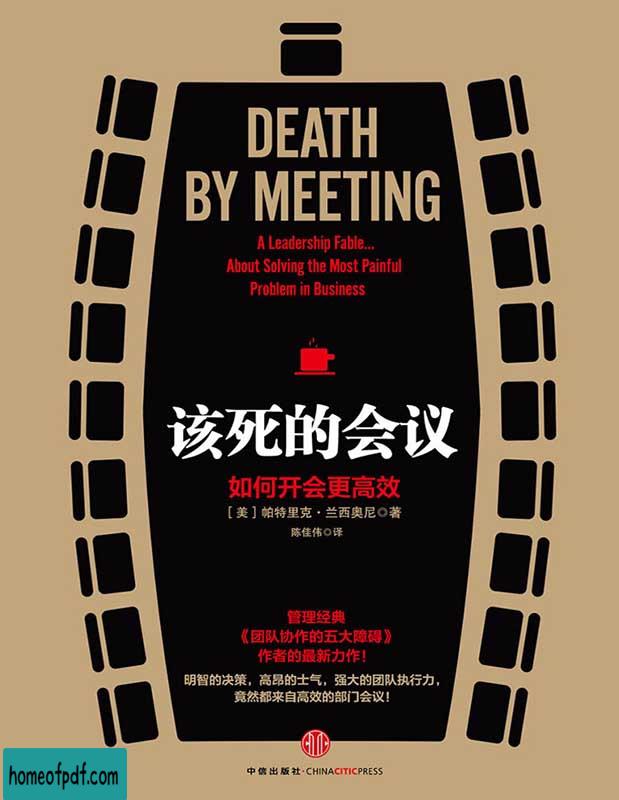 DEATH
BY MEETING
A Leadership Fable...
About Solving the Most Painful
Problem in Business
该死的会议
如何开会更高效
[美]帕特里克·兰西奥尼◎著
陈佳伟◎译
管理经典
《团队协作的五大障碍》
作者的最新力作!
明智的决策，高昂的士气，强大的团队执行力，
竟然都来自高效的部门会议!
中信出版社·CHINACITICPRESS
homeofpdf.com